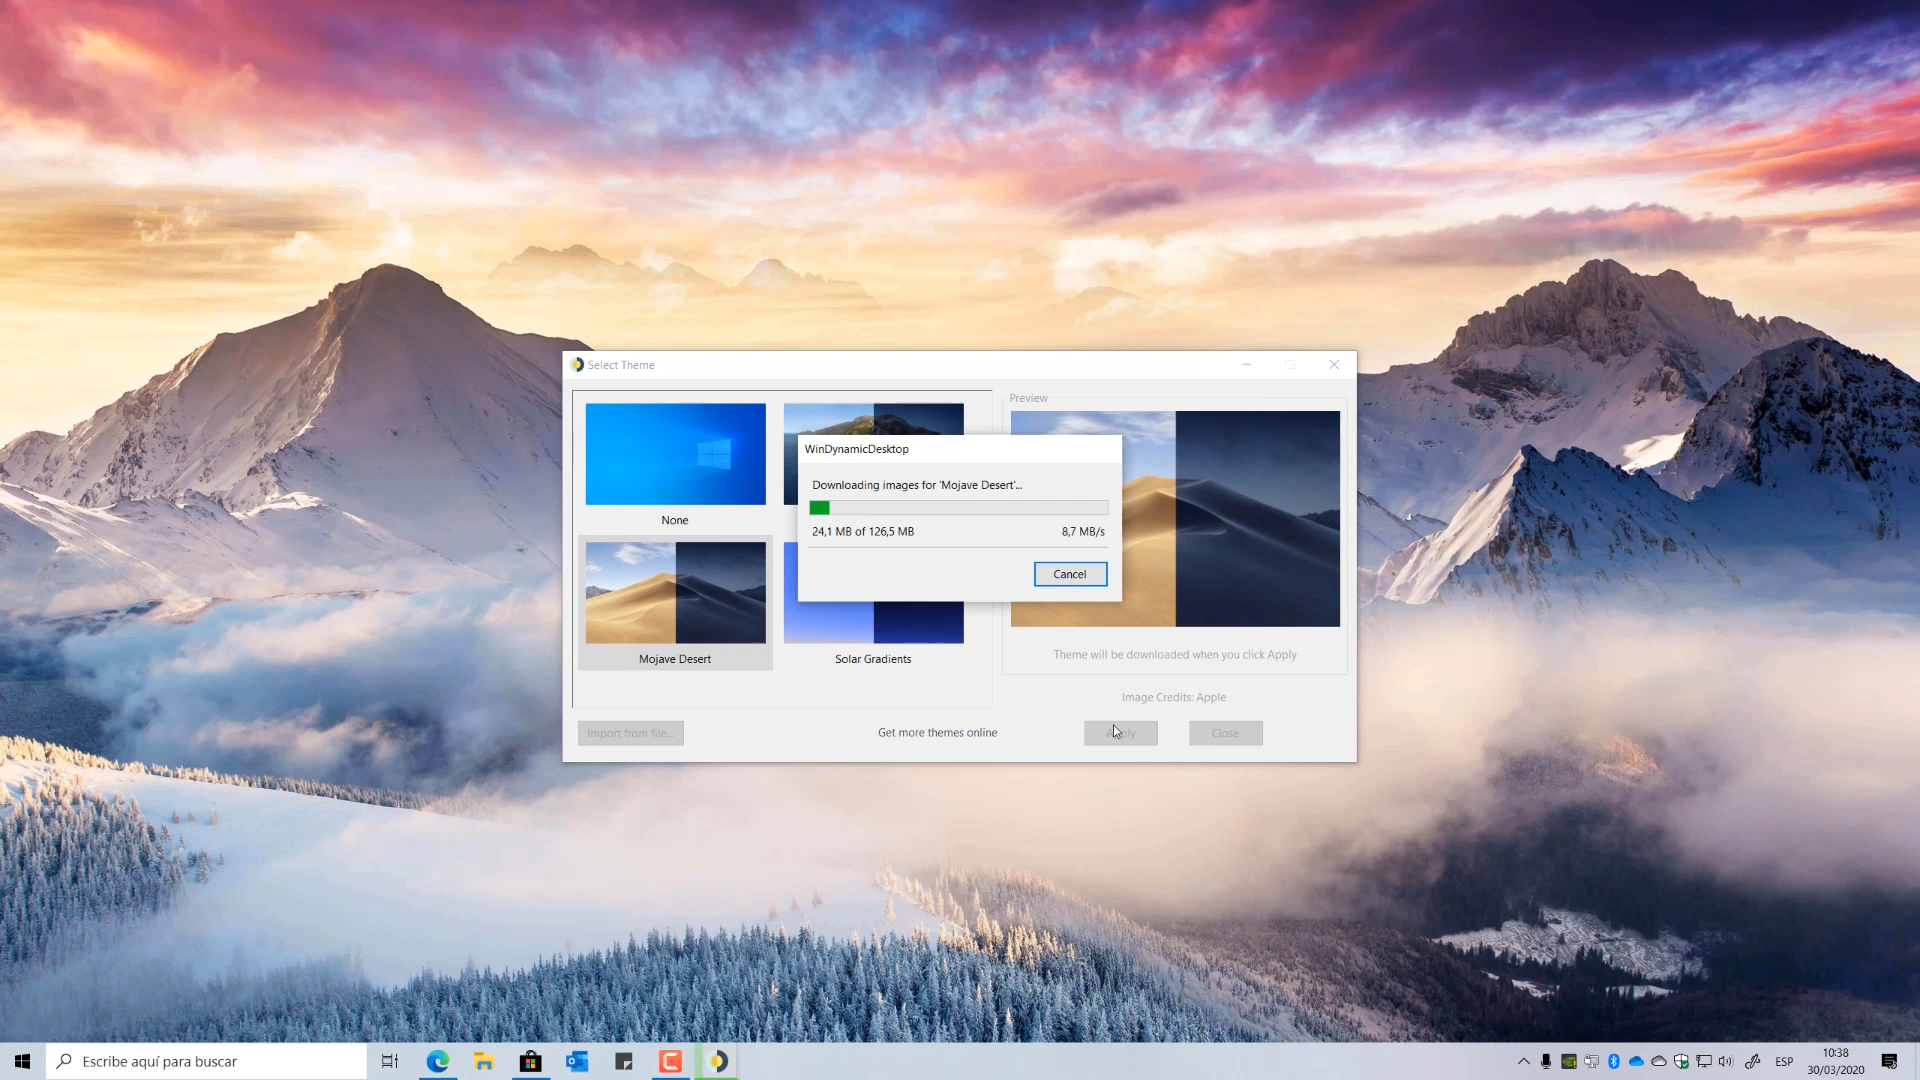 Select Theme
None
Mojave Desert
Solar Gradients
Import from file...
Get more themes online
Preview
Theme will be downloaded when you click Apply
Image Credits: Apple
Apply
Close
WinDynamicDesktop
Downloading images for 'Mojave Desert'...
24,1 MB of 126,5 MB 8,7 MB/s
Cancel
Escribe aquí para buscar
ESP
10:38
30/03/2020